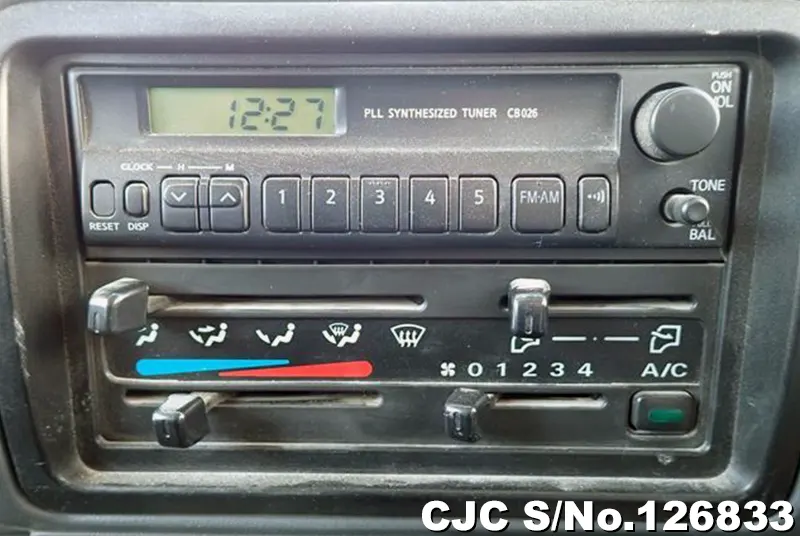 12:27
PLL SYNTHESIZED TUNER CB026
PUSH
ON
VOL
CLOCK H M
RESET DISP
1 2 3 4 5 FM·AM
TONE
BAL
0 1 2 3 4 A/C
CJC S/No.126833